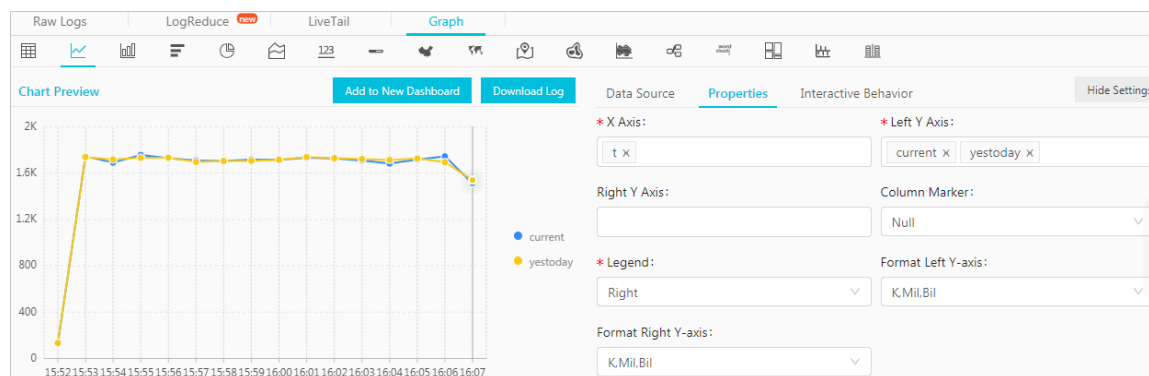 Raw Logs LogReduce new LiveTail Graph
123
Chart Preview Add to New Dashboard Download Log
2K
1.6K
1.2K
800
400
0
15:52 15:53 15:54 15:55 15:56 15:57 15:58 15:59 16:00 16:01 16:02 16:03 16:04 16:05 16:06 16:07
current
yestoday
Data Source Properties Interactive Behavior Hide Settings
* X Axis: * Left Y Axis:
t × current × yestoday ×
Right Y Axis: Column Marker:
Null
* Legend: Format Left Y-axis:
Right K,Mil,Bil
Format Right Y-axis:
K,Mil,Bil